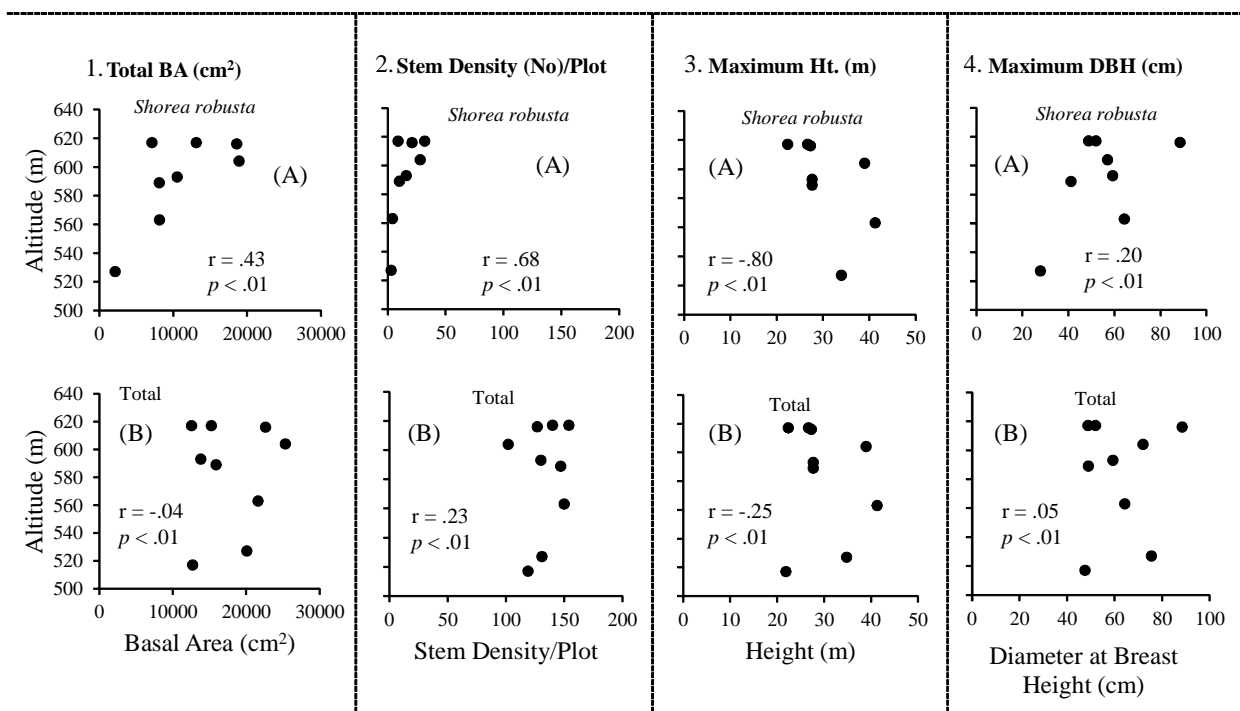 1. Total BA (cm²)
Shorea robusta
Altitude (m)
640
620
600
580
560
540
520
500
(A)
r = .43
p < .01
0 10000 20000 30000
2. Stem Density (No)/Plot
Shorea robusta
(A)
r = .68
p < .01
0 50 100 150 200
3. Maximum Ht. (m)
Shorea robusta
(A)
r = -.80
p < .01
0 10 20 30 40 50
4. Maximum DBH (cm)
Shorea robusta
(A)
r = .20
p < .01
0 20 40 60 80 100
Altitude (m)
640
620
600
580
560
540
520
500
Total
(B)
r = -.04
p < .01
0 10000 20000 30000
Basal Area (cm²)
Total
(B)
r = .23
p < .01
0 50 100 150 200
Stem Density/Plot
Total
(B)
r = -.25
p < .01
0 10 20 30 40 50
Height (m)
Total
(B)
r = .05
p < .01
0 20 40 60 80 100
Diameter at Breast
Height (cm)